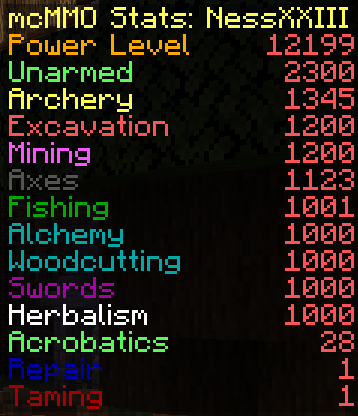 mcMMO Stats: NessXXIII
Power Level 12199
Unarmed 2300
Archery 1345
Excavation 1200
Mining 1200
Axes 1123
Fishing 1001
Alchemy 1000
Woodcutting 1000
Swords 1000
Herbalism 1000
Acrobatics 28
Repair 1
Taming 1